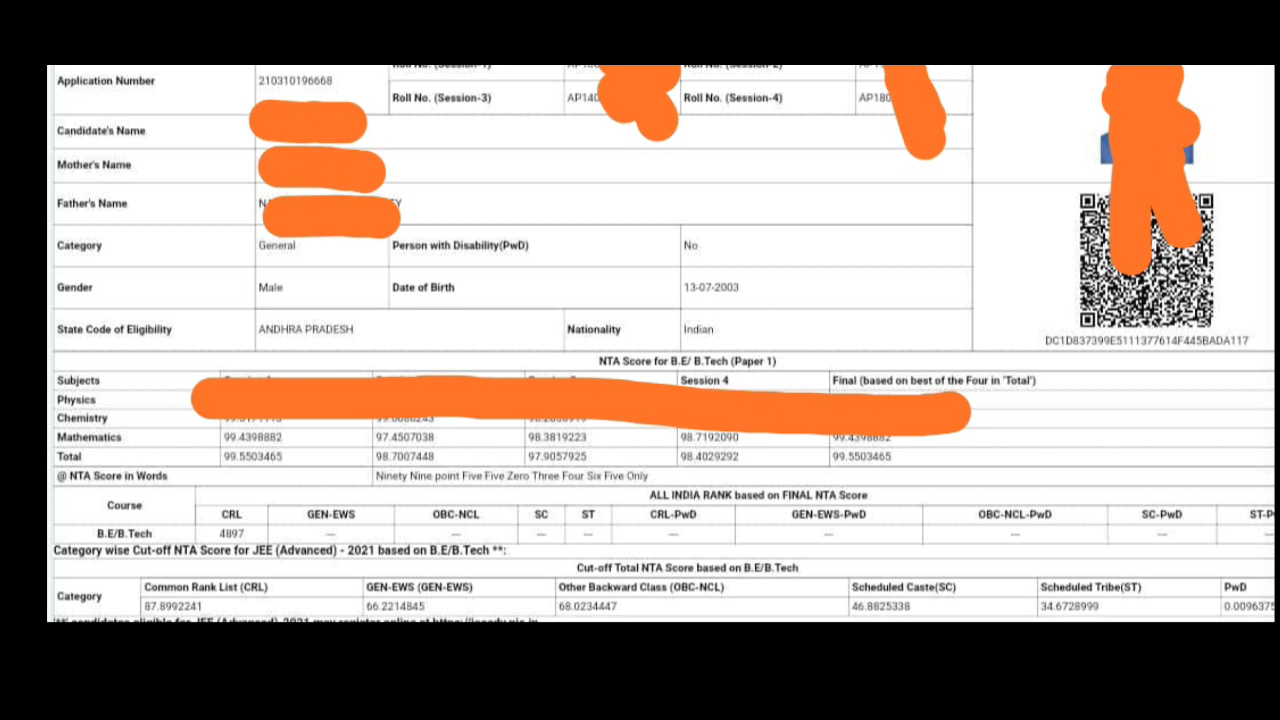 Application Number 210310196668
Roll No. (Session-3) AP140 Roll No. (Session-4) AP180
Candidate's Name
Mother's Name
Father's Name
Category General Person with Disability(PwD) No
Gender Male Date of Birth 13-07-2003
State Code of Eligibility ANDHRA PRADESH Nationality Indian
DC1D837399E5111377614F445BADA117
NTA Score for B.E/ B.Tech (Paper 1)
Subjects Session 4 Final (based on best of the Four in 'Total')
Physics
Chemistry
Mathematics 99.4398882 97.4507038 98.3819223 98.7192090 99.4398882
Total 99.5503465 98.7007448 97.9057925 98.4029292 99.5503465
@ NTA Score in Words Ninety Nine point Five Five Zero Three Four Six Five Only
ALL INDIA RANK based on FINAL NTA Score
Course CRL GEN-EWS OBC-NCL SC ST CRL-PwD GEN-EWS-PwD OBC-NCL-PwD SC-PwD
B.E/B.Tech 4897 — — — — — — — — —
Category wise Cut-off NTA Score for JEE (Advanced) - 2021 based on B.E/B.Tech **:
Cut-off Total NTA Score based on B.E/B.Tech
Category Common Rank List (CRL) GEN-EWS (GEN-EWS) Other Backward Class (OBC-NCL) Scheduled Caste(SC) Scheduled Tribe(ST) PwD
87.8992241 66.2214845 68.0234447 46.8825338 34.6728999 0.0096375